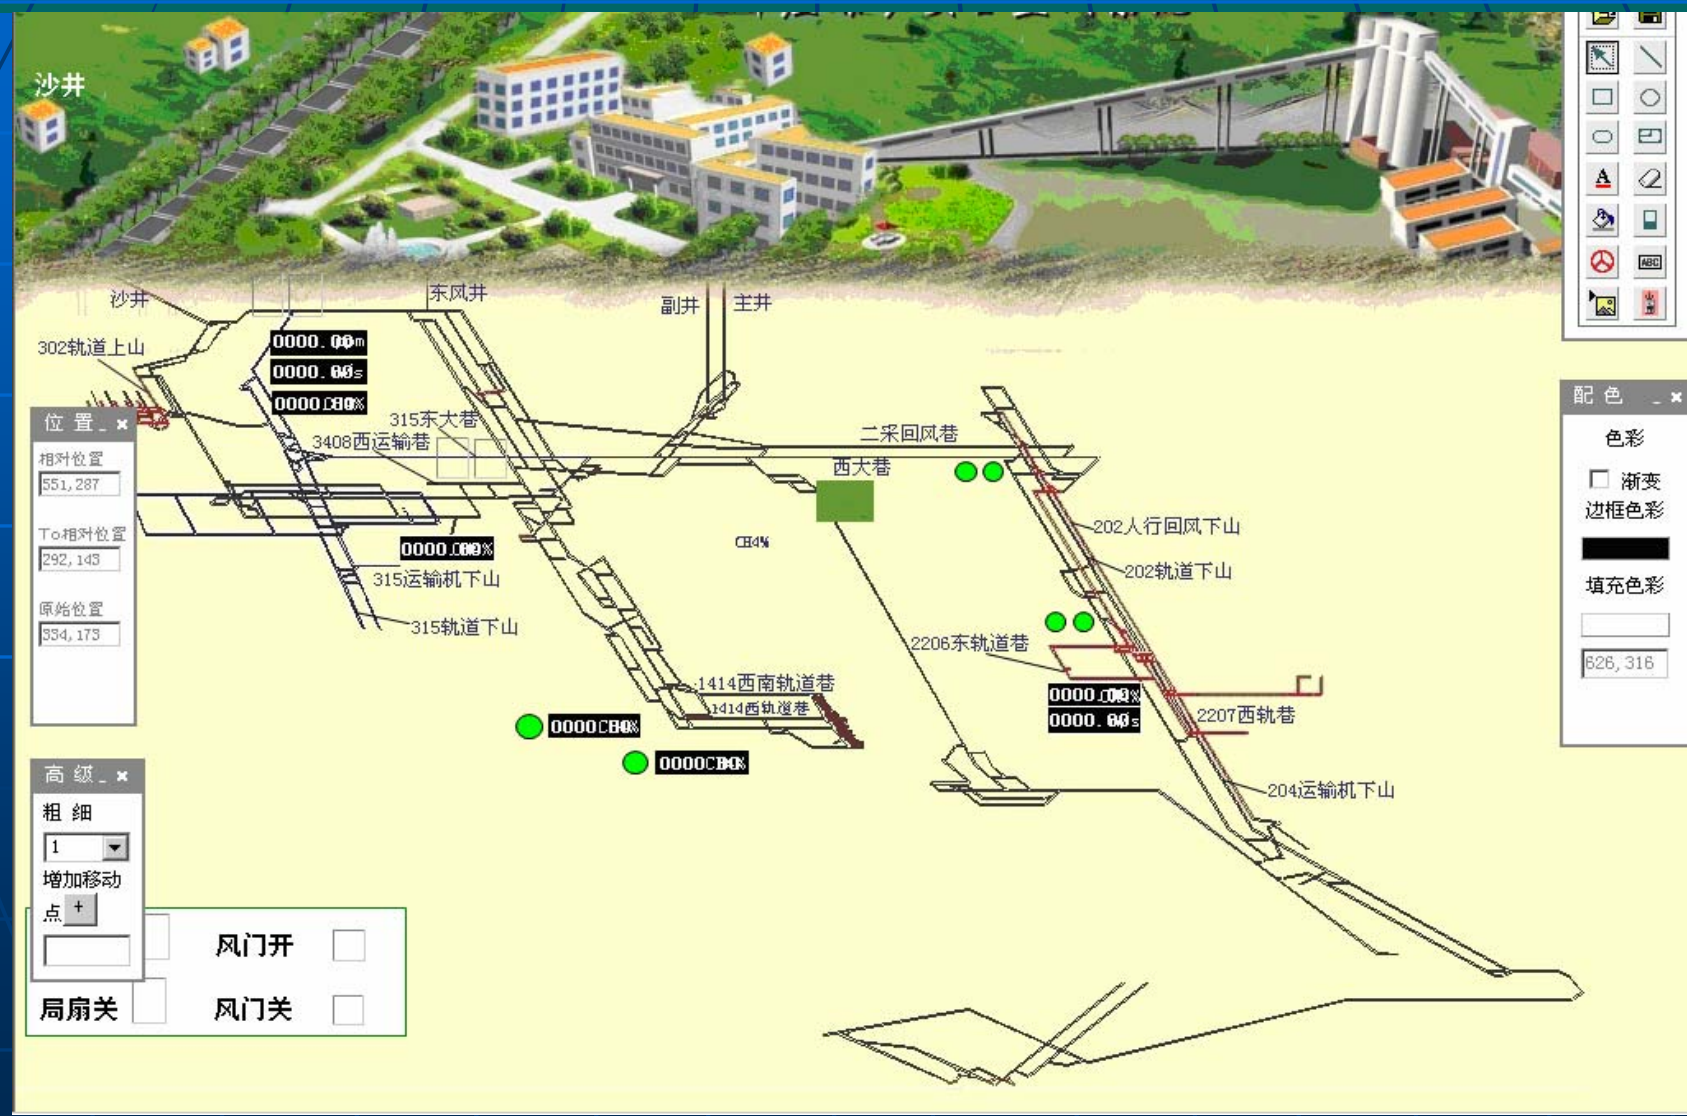 沙井
沙井
东风井
副井
主井
302轨道上山
315东大巷
3408西运输巷
二采回风巷
西大巷
CH4%
202人行回风下山
202轨道下山
315运输机下山
315轨道下山
2206东轨道巷
1414西南轨道巷
1414西轨道巷
2207西轨巷
204运输机下山
位置
相对位置
551,287
To相对位置
292,143
原始位置
334,173
高级
粗 细
1
增加移动
点 +
风门开
局扇关
风门关
A
ABC
配色
色彩
渐变
边框色彩
填充色彩
626,316